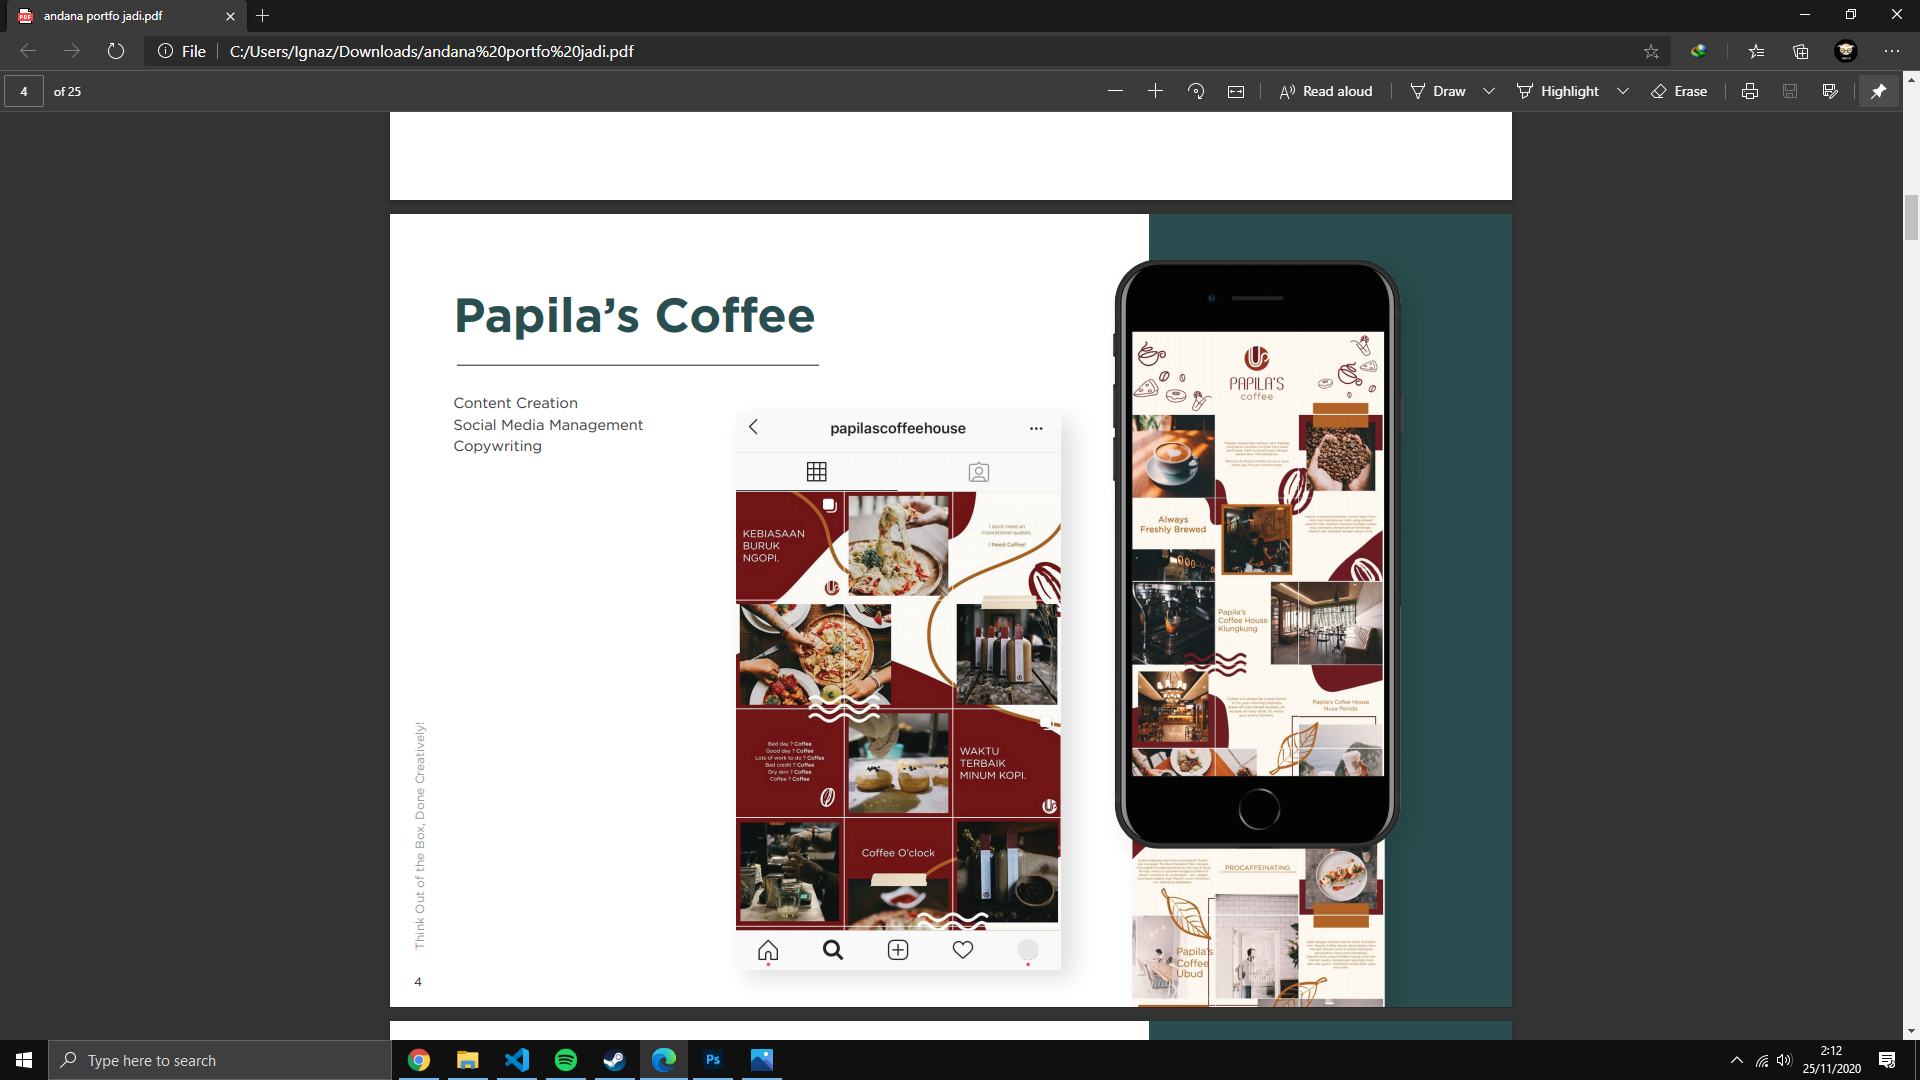 andana portfo jadi.pdf
File
C:/Users/Ignaz/Downloads/andana%20portfo%20jadi.pdf
4 of 25
Read aloud
Draw
Highlight
Erase
Papila's Coffee
Content Creation
Social Media Management
Copywriting
papilascoffeehouse
KEBIASAAN
BURUK
NGOPI.
I dont need an
inspirational quotes.
I Need Coffee!
Bad day ? Coffee
Good day ? Coffee
Lots of work to do ? Coffee
Bad credit ? Coffee
Dry skin ? Coffee
Coffee ? Coffee
WAKTU
TERBAIK
MINUM KOPI.
Coffee O'clock
PAPILA'S
coffee
Always
Freshly Brewed
Papila's
Coffee House
Klungkung
Papila's Cofee House
Nusa Penida
PROCAFFEINATING
Papila's
Coffee
Ubud
Think Out of the Box, Done Creatively!
4
Type here to search
Ps
2:12
25/11/2020